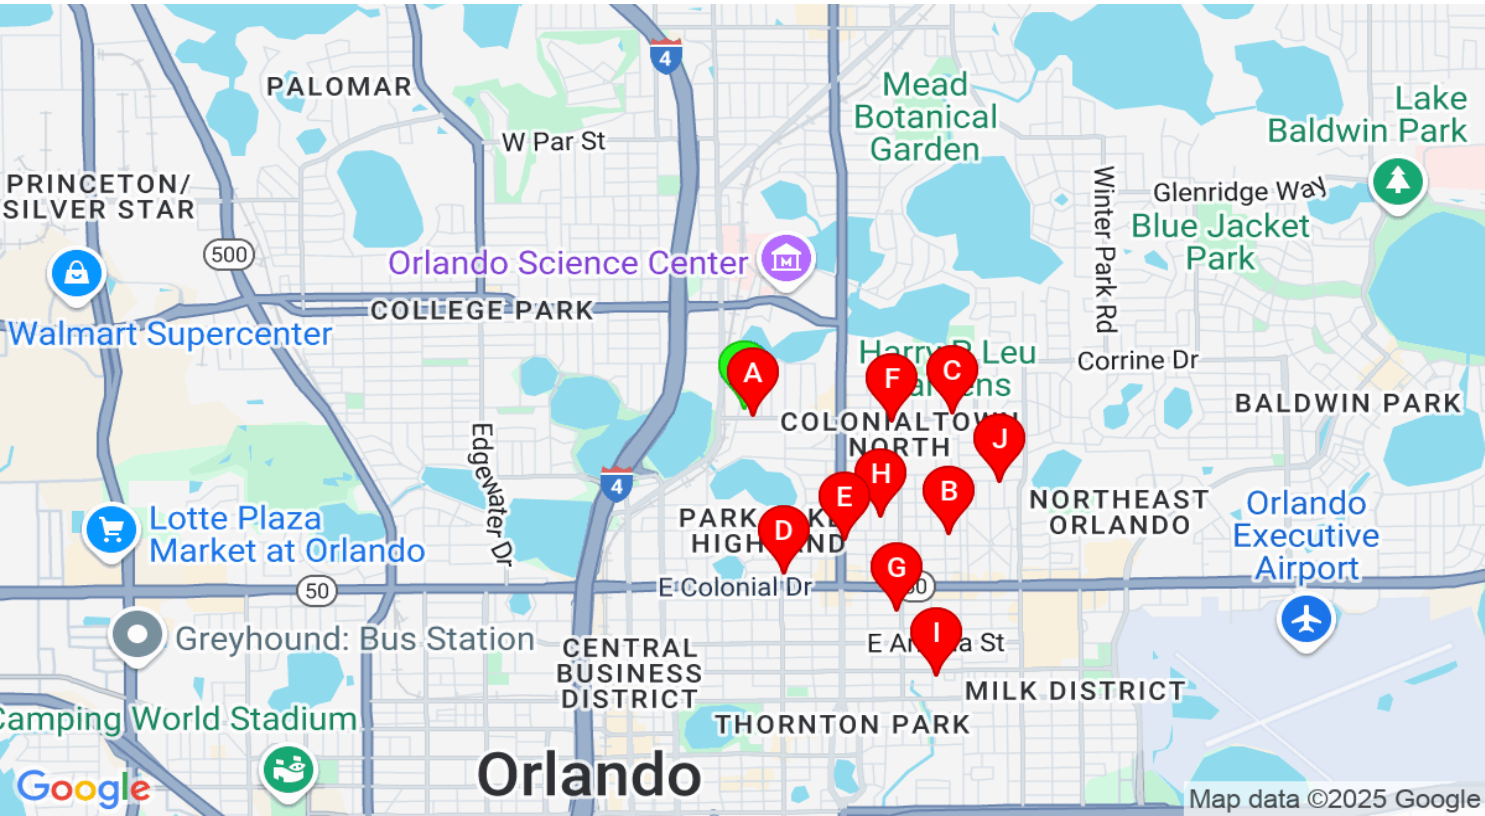 4
PALOMAR
W Par St
Mead
Botanical
Garden
Lake
Baldwin Park
PRINCETON/
SILVER STAR
Winter Park Rd
Glenridge Way
Blue Jacket
Park
500
Orlando Science Center
COLLEGE PARK
Walmart Supercenter
Harry P Leu
Corrine Dr
A
F
C
BALDWIN PARK
COLONIALTOWN
NORTH
J
Edgewater Dr
4
H
E
B
NORTHEAST
ORLANDO
Orlando
Executive
Airport
Lotte Plaza
Market at Orlando
D
E Colonial Dr
G
50
Greyhound: Bus Station
I
CENTRAL
BUSINESS
DISTRICT
MILK DISTRICT
Camping World Stadium
THORNTON PARK
Orlando
Google
Map data ©2025 Google